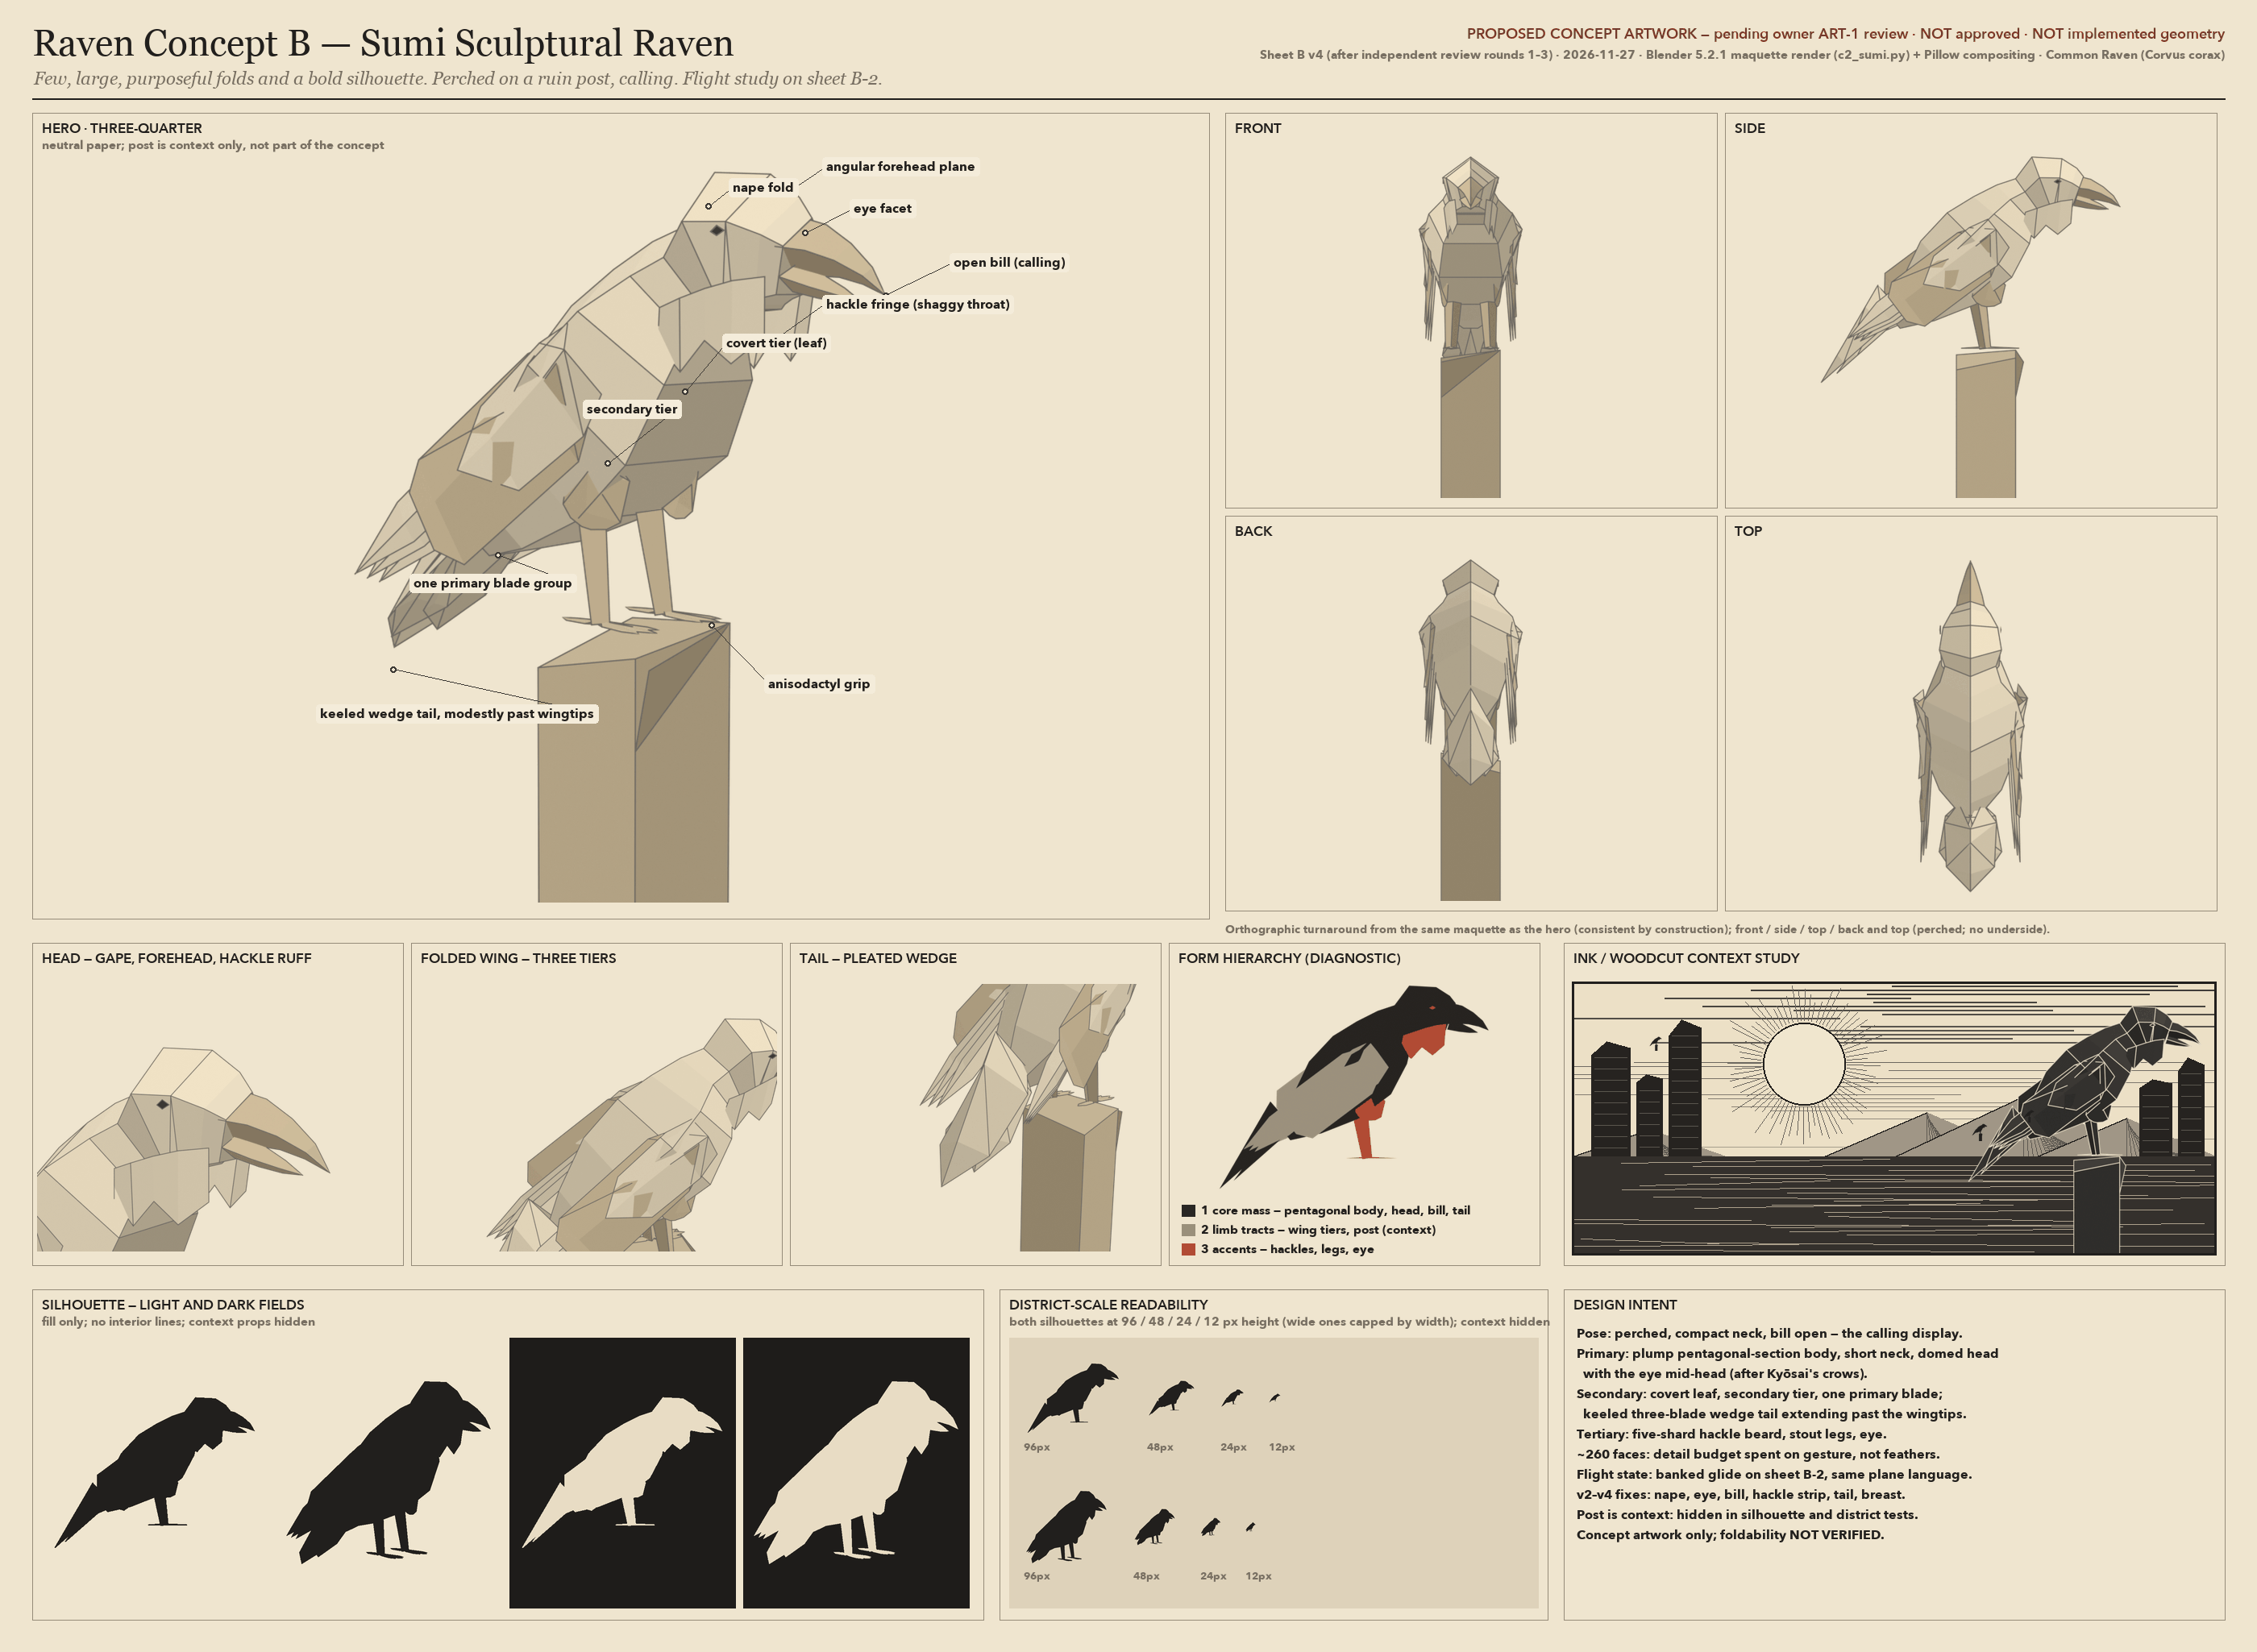 Raven Concept B — Sumi Sculptural Raven
Few, large, purposeful folds and a bold silhouette. Perched on a ruin post, calling. Flight study on sheet B-2.
PROPOSED CONCEPT ARTWORK — pending owner ART-1 review · NOT approved · NOT implemented geometry
Sheet B v4 (after independent review rounds 1–3) · 2026-11-27 · Blender 5.2.1 maquette render (c2_sumi.py) + Pillow compositing · Common Raven (Corvus corax)
HERO · THREE-QUARTER
neutral paper; post is context only, not part of the concept
angular forehead plane
nape fold
eye facet
open bill (calling)
hackle fringe (shaggy throat)
covert tier (leaf)
secondary tier
one primary blade group
anisodactyl grip
keeled wedge tail, modestly past wingtips
FRONT
SIDE
BACK
TOP
Orthographic turnaround from the same maquette as the hero (consistent by construction); front / side / top / back and top (perched; no underside).
HEAD — GAPE, FOREHEAD, HACKLE RUFF
FOLDED WING — THREE TIERS
TAIL — PLEATED WEDGE
FORM HIERARCHY (DIAGNOSTIC)
1 core mass — pentagonal body, head, bill, tail
2 limb tracts — wing tiers, post (context)
3 accents — hackles, legs, eye
INK / WOODCUT CONTEXT STUDY
SILHOUETTE — LIGHT AND DARK FIELDS
fill only; no interior lines; context props hidden
DISTRICT-SCALE READABILITY
both silhouettes at 96 / 48 / 24 / 12 px height (wide ones capped by width); context hidden
96px
48px
24px
12px
96px
48px
24px
12px
DESIGN INTENT
Pose: perched, compact neck, bill open — the calling display.
Primary: plump pentagonal-section body, short neck, domed head
with the eye mid-head (after Kyōsai's crows).
Secondary: covert leaf, secondary tier, one primary blade;
keeled three-blade wedge tail extending past the wingtips.
Tertiary: five-shard hackle beard, stout legs, eye.
~260 faces: detail budget spent on gesture, not feathers.
Flight state: banked glide on sheet B-2, same plane language.
v2–v4 fixes: nape, eye, bill, hackle strip, tail, breast.
Post is context: hidden in silhouette and district tests.
Concept artwork only; foldability NOT VERIFIED.